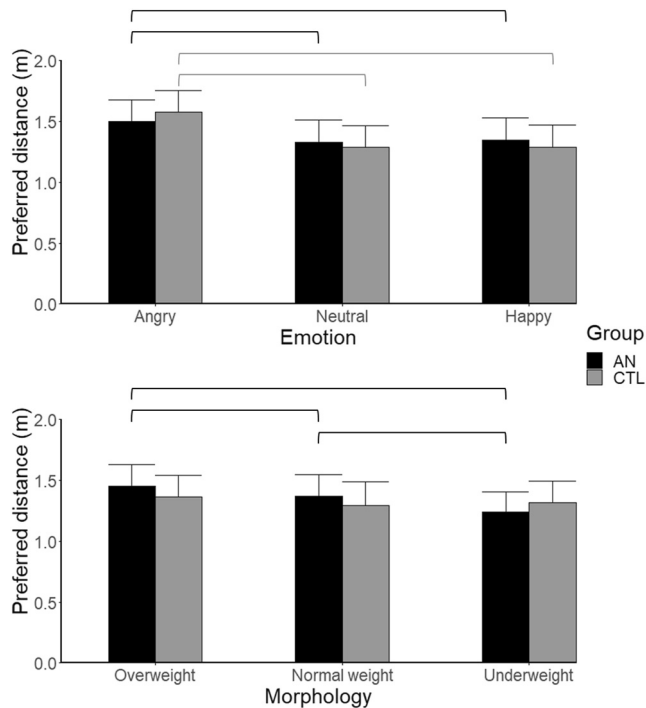 Preferred distance (m)
2.0
1.5
1.0
0.5
0.0
Angry Neutral Happy
Emotion
Group
AN
CTL
Preferred distance (m)
2.0
1.5
1.0
0.5
0.0
Overweight Normal weight Underweight
Morphology